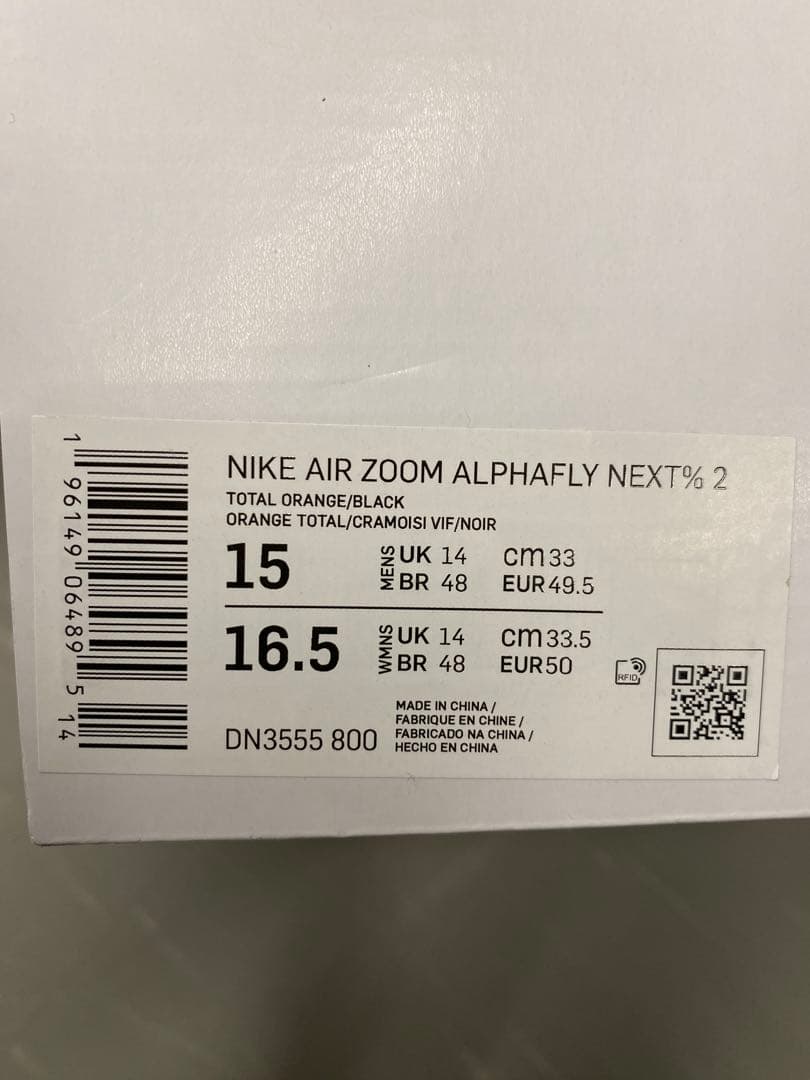 NIKE AIR ZOOM ALPHAFLY NEXT% 2
TOTAL ORANGE/BLACK
ORANGE TOTAL/CRAMOISI VIF/NOIR
15 MENS UK 14 cm 33
BR 48 EUR 49.5
16.5 WMNS UK 14 cm 33.5
BR 48 EUR 50
RFID
DN3555 800
MADE IN CHINA /
FABRIQUE EN CHINE /
FABRICADO NA CHINA /
HECHO EN CHINA
1 96149 06489 5 14